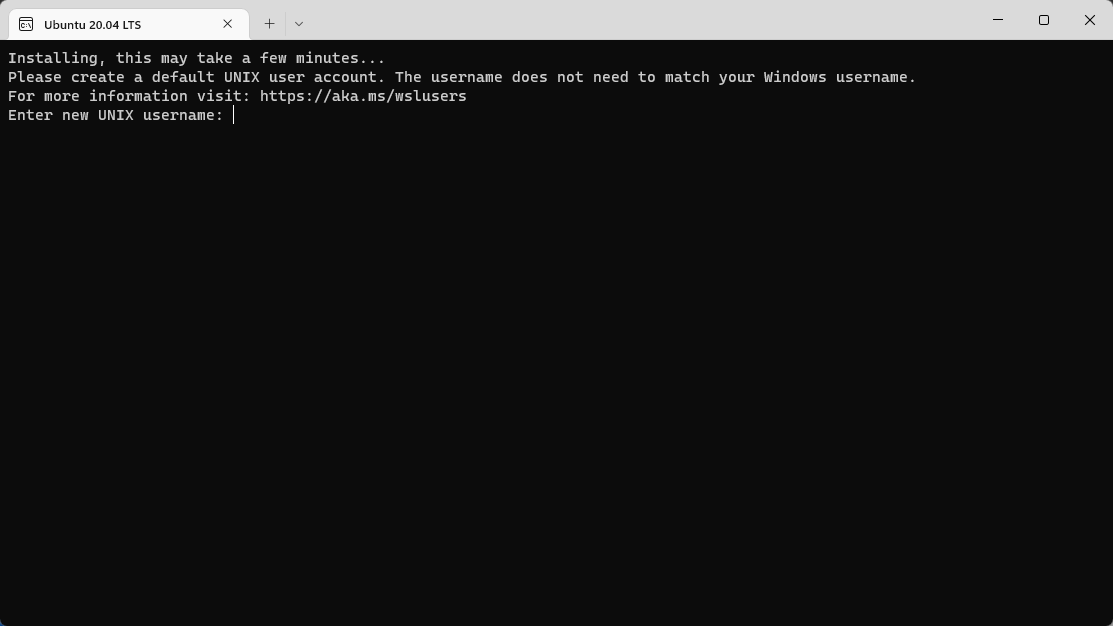 Ubuntu 20.04 LTS
Installing, this may take a few minutes...
Please create a default UNIX user account. The username does not need to match your Windows username.
For more information visit: https://aka.ms/wslusers
Enter new UNIX username: